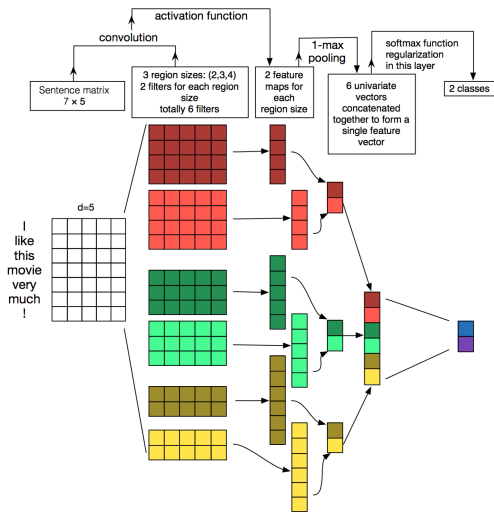 activation function
convolution
1-max
pooling
softmax function
regularization
in this layer
Sentence matrix
7 × 5
3 region sizes: (2,3,4)
2 filters for each region
size
totally 6 filters
2 feature
maps for
each
region size
6 univariate
vectors
concatenated
together to form a
single feature
vector
2 classes
d=5
I
like
this
movie
very
much
!